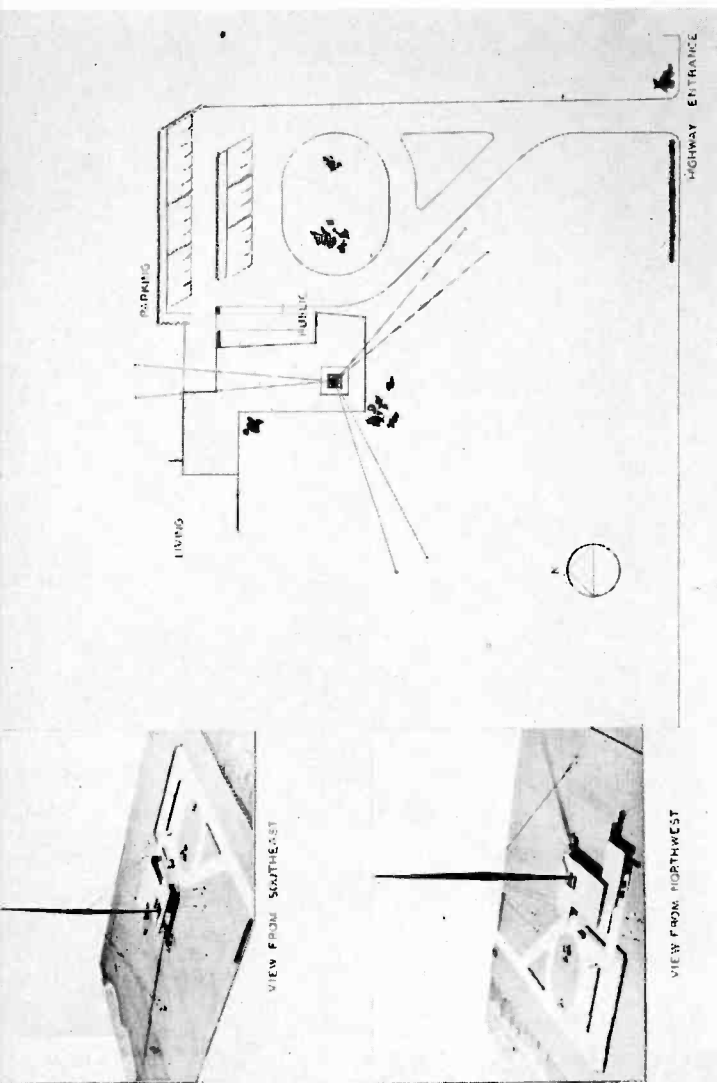 HIGHWAY ENTRANCE
PARKING
PUBLIC
LIVING
N
VIEW FROM SOUTHEAST
VIEW FROM NORTHWEST